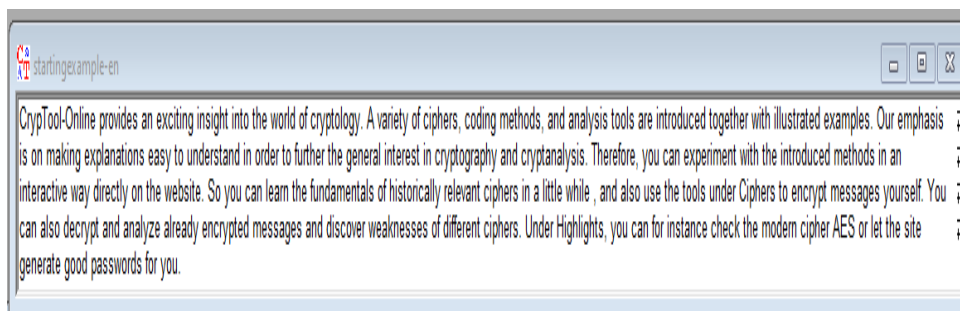 startingexample-en
CrypTool-Online provides an exciting insight into the world of cryptology. A variety of ciphers, coding methods, and analysis tools are introduced together with illustrated examples. Our emphasis
is on making explanations easy to understand in order to further the general interest in cryptography and cryptanalysis. Therefore, you can experiment with the introduced methods in an
interactive way directly on the website. So you can learn the fundamentals of historically relevant ciphers in a little while , and also use the tools under Ciphers to encrypt messages yourself. You
can also decrypt and analyze already encrypted messages and discover weaknesses of different ciphers. Under Highlights, you can for instance check the modern cipher AES or let the site
generate good passwords for you.